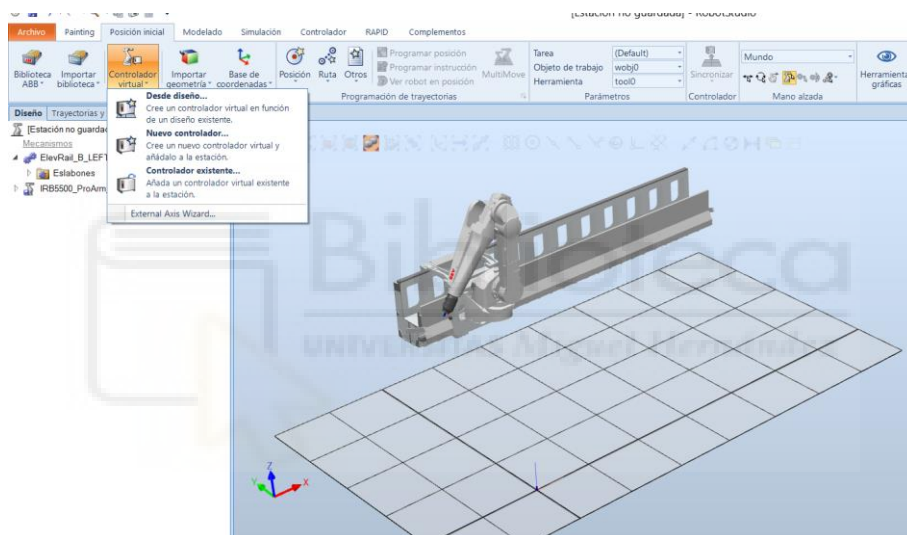 [Estación no guardada] - RobotStudio
Archivo Painting Posición inicial Modelado Simulación Controlador RAPID Complementos
Biblioteca ABB Importar biblioteca Controlador virtual Importar geometría Base de coordenadas Posición Ruta Otros
Programar posición
Programar instrucción
Ver robot en posición
MultiMove
Tarea (Default)
Objeto de trabajo wobj0
Herramienta tool0
Sincronizar
Mundo
Herramienta gráficas
Programación de trayectorias Parámetros Controlador Mano alzada
Diseño Trayectorias y
[Estación no guardad
Mecanismos
ElevRail_B_LEFT
Eslabones
IRB5500_ProArm
Desde diseño...
Cree un controlador virtual en función
de un diseño existente.
Nuevo controlador...
Cree un nuevo controlador virtual y
añádalo a la estación.
Controlador existente...
Añada un controlador virtual existente
a la estación.
External Axis Wizard...
Biblioteca
UNIVERSITAS Miguel Hernández
Z
Y
X